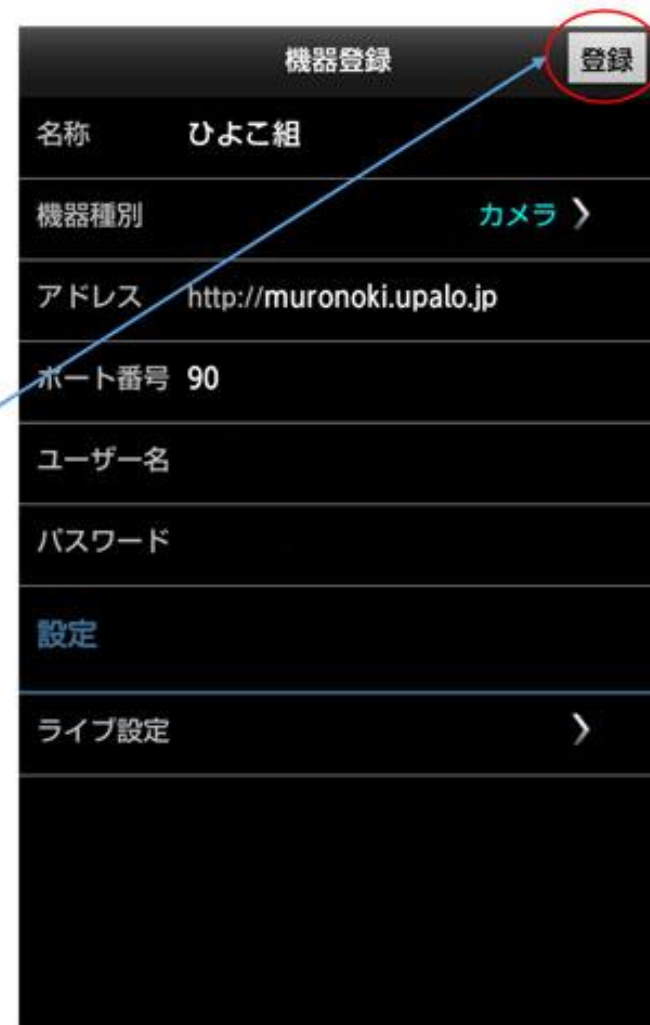 機器登録 登録
名称 ひよこ組
機器種別 カメラ 〉
アドレス http://muronoki.upalo.jp
ポート番号 90
ユーザー名
パスワード
設定
ライブ設定 〉